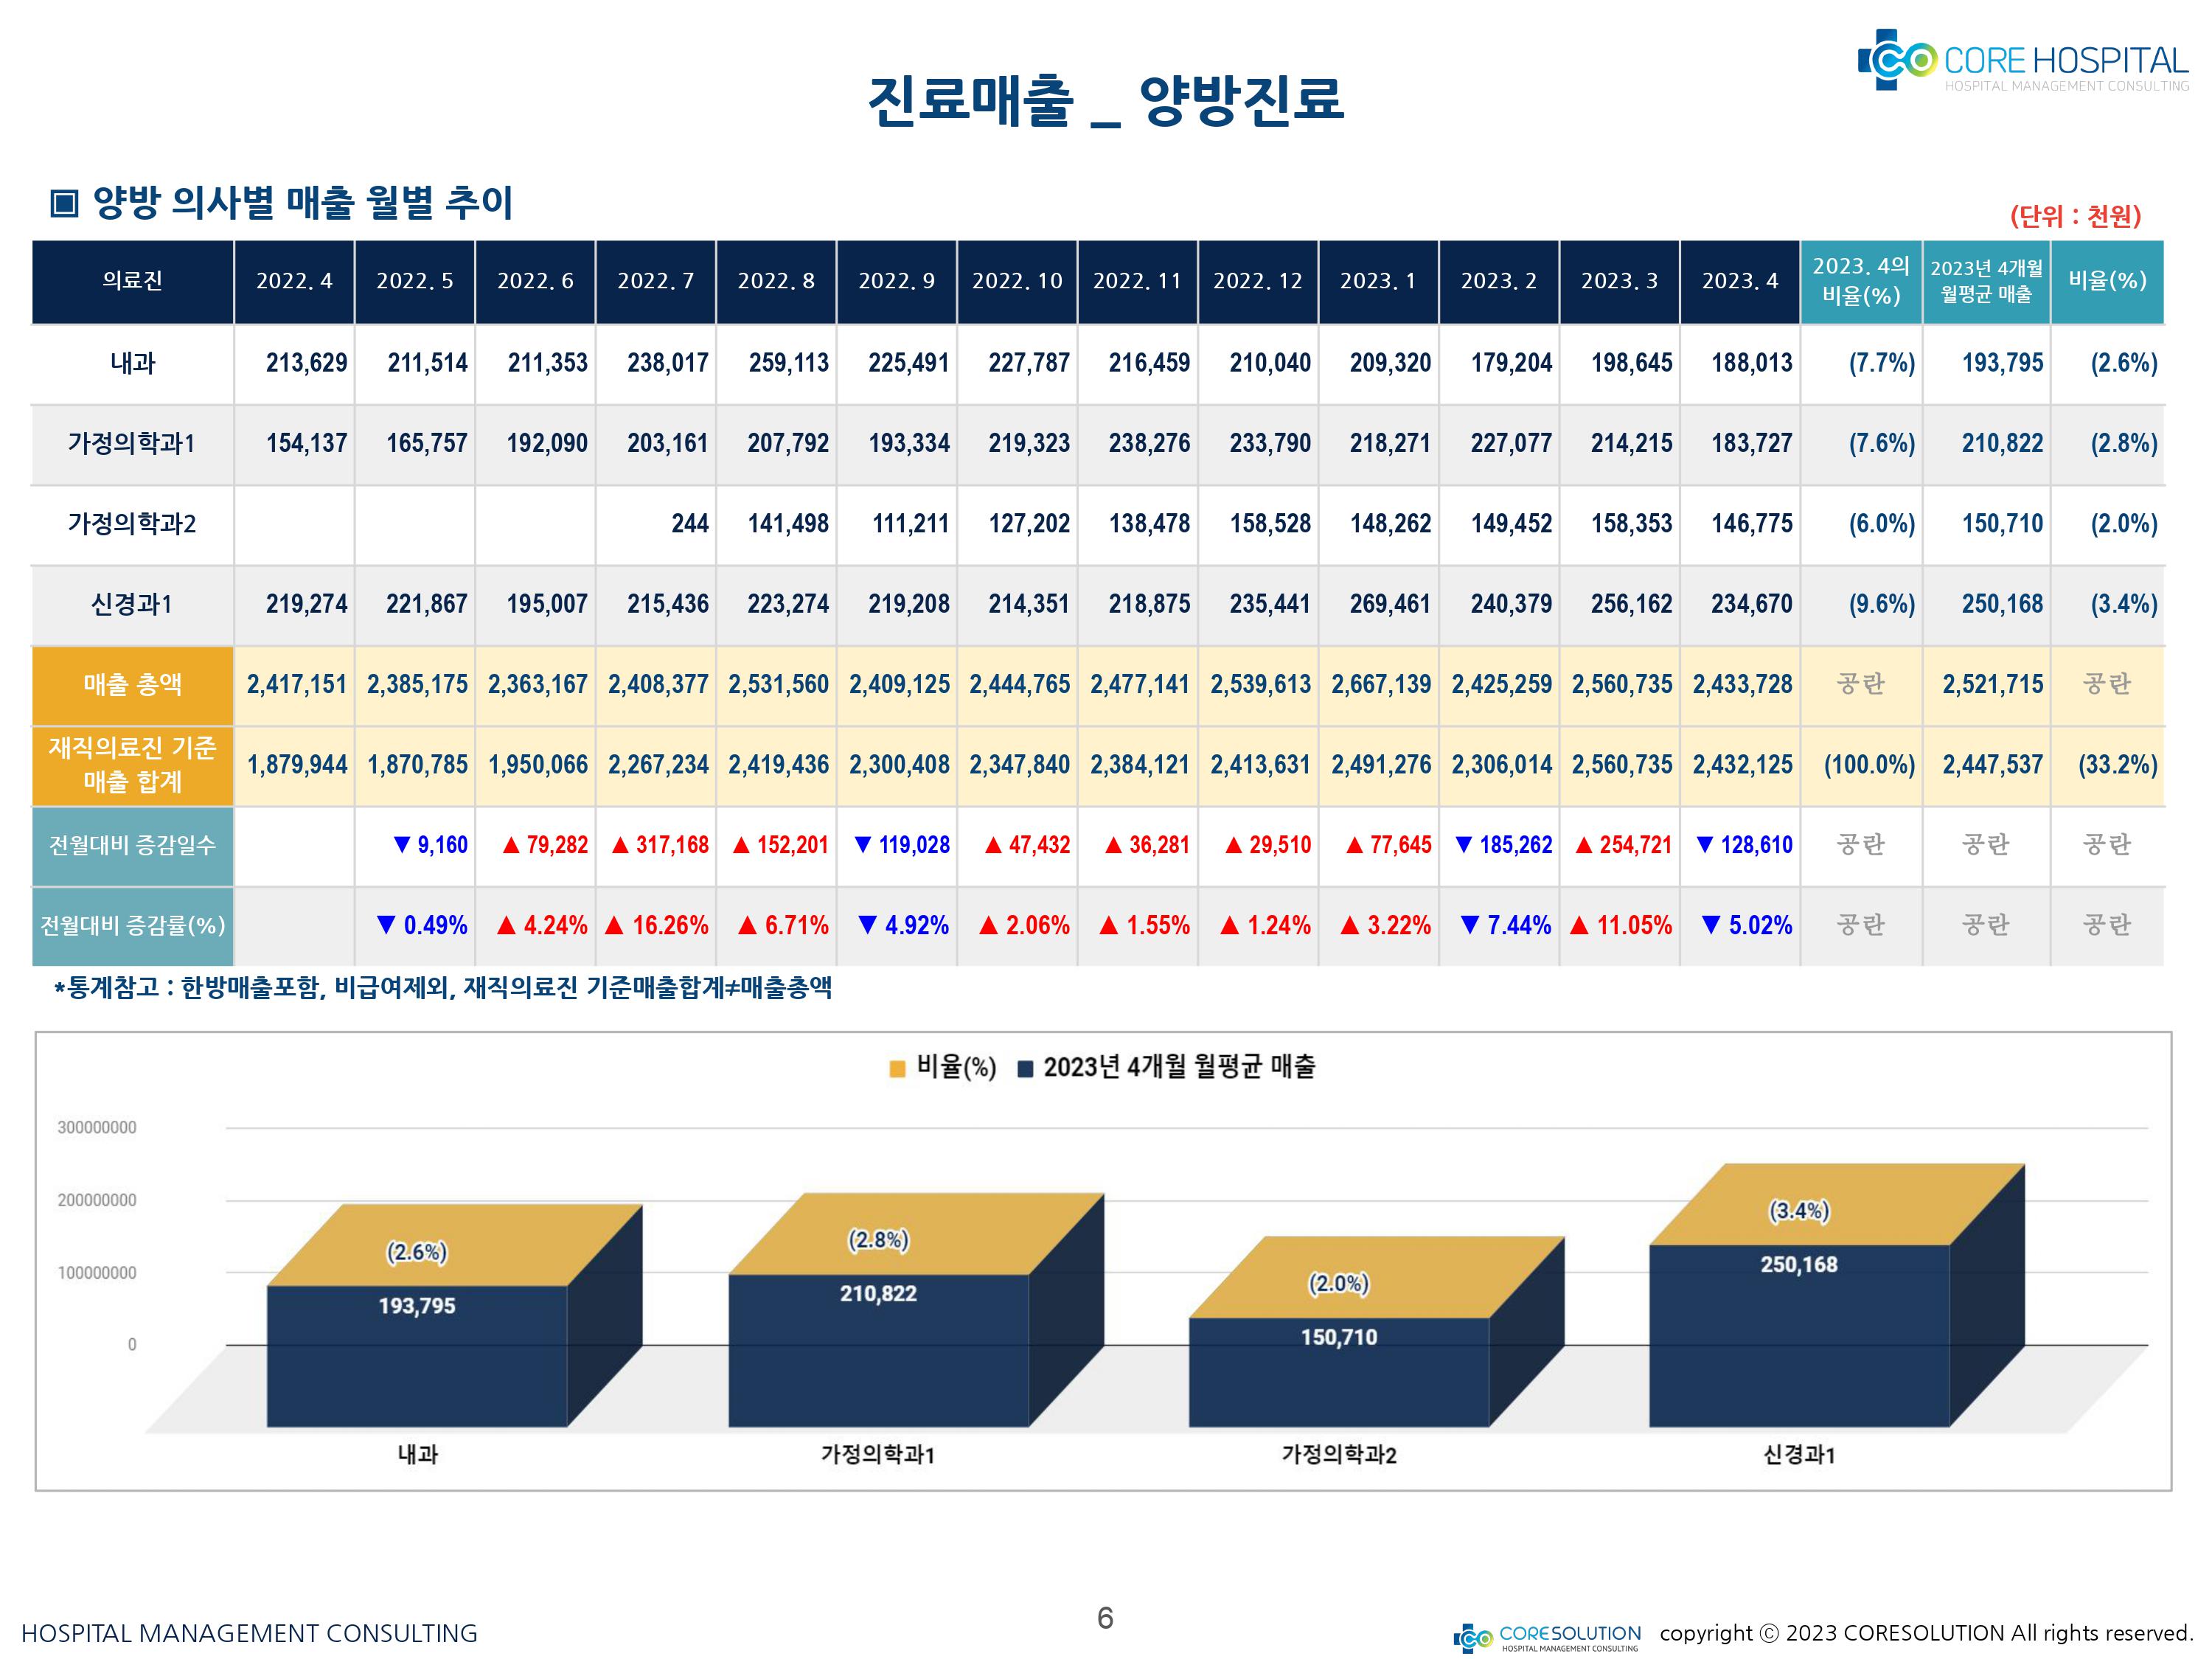 CORE HOSPITAL
HOSPITAL MANAGEMENT CONSULTING
진료매출 _ 양방진료
▣ 양방 의사별 매출 월별 추이
(단위 : 천원)
의료진 2022. 4 2022. 5 2022. 6 2022. 7 2022. 8 2022. 9 2022. 10 2022. 11 2022. 12 2023. 1 2023. 2 2023. 3 2023. 4 2023. 4의 비율(%) 2023년 4개월 월평균 매출 비율(%)
내과 213,629 211,514 211,353 238,017 259,113 225,491 227,787 216,459 210,040 209,320 179,204 198,645 188,013 (7.7%) 193,795 (2.6%)
가정의학과1 154,137 165,757 192,090 203,161 207,792 193,334 219,323 238,276 233,790 218,271 227,077 214,215 183,727 (7.6%) 210,822 (2.8%)
가정의학과2 244 141,498 111,211 127,202 138,478 158,528 148,262 149,452 158,353 146,775 (6.0%) 150,710 (2.0%)
신경과1 219,274 221,867 195,007 215,436 223,274 219,208 214,351 218,875 235,441 269,461 240,379 256,162 234,670 (9.6%) 250,168 (3.4%)
매출 총액 2,417,151 2,385,175 2,363,167 2,408,377 2,531,560 2,409,125 2,444,765 2,477,141 2,539,613 2,667,139 2,425,259 2,560,735 2,433,728 공란 2,521,715 공란
재직의료진 기준 매출 합계 1,879,944 1,870,785 1,950,066 2,267,234 2,419,436 2,300,408 2,347,840 2,384,121 2,413,631 2,491,276 2,306,014 2,560,735 2,432,125 (100.0%) 2,447,537 (33.2%)
전월대비 증감일수 ▼ 9,160 ▲ 79,282 ▲ 317,168 ▲ 152,201 ▼ 119,028 ▲ 47,432 ▲ 36,281 ▲ 29,510 ▲ 77,645 ▼ 185,262 ▲ 254,721 ▼ 128,610 공란 공란 공란
전월대비 증감률(%) ▼ 0.49% ▲ 4.24% ▲ 16.26% ▲ 6.71% ▼ 4.92% ▲ 2.06% ▲ 1.55% ▲ 1.24% ▲ 3.22% ▼ 7.44% ▲ 11.05% ▼ 5.02% 공란 공란 공란
*통계참고 : 한방매출포함, 비급여제외, 재직의료진 기준매출합계≠매출총액
비율(%) 2023년 4개월 월평균 매출
300000000
200000000
100000000
0
(2.6%) (2.8%) (2.0%) (3.4%)
193,795 210,822 150,710 250,168
내과 가정의학과1 가정의학과2 신경과1
HOSPITAL MANAGEMENT CONSULTING
6
CORESOLUTION
HOSPITAL MANAGEMENT CONSULTING
copyright ⓒ 2023 CORESOLUTION All rights reserved.